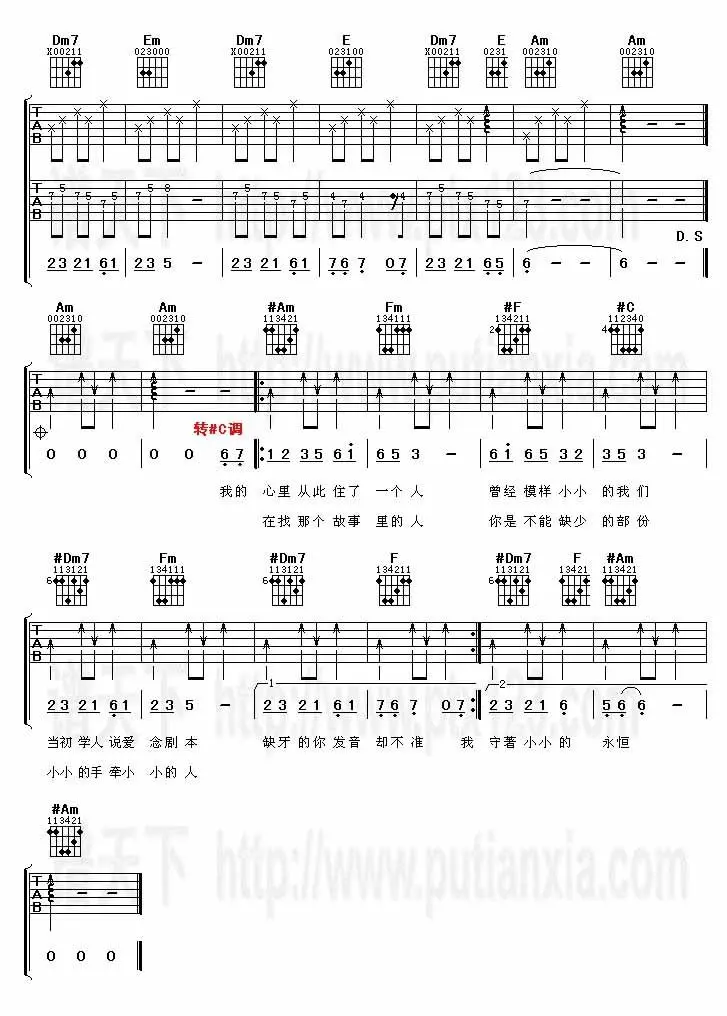 Dm7 Em Dm7 E Dm7 E Am Am
X00211 023000 X00211 023100 X00211 0231 002310 002310
T A B
T A B
7 5 7 5 7 5 7 5 8 7 5 7 5 7 5 4 7 4 4 7 5 7 5 7 5 7
D.S
23 21 61 23 5 - 23 21 61 76 7 07 23 21 65 6 - 6 - -
Am Am #Am Fm #F #C
002310 002310 113421 134111 134211 112340
6 2 4
T A B
转#C调
0 0 0 0 0 67 12 35 61 65 3 - 61 65 32 35 53
我的 心里 从此 住了 一个 人 曾经 模样 小小 的我们
在找 那个 故事 里的 人 你是 不能 缺少 的部份
#Dm7 Fm #Dm7 F #Dm7 F #Am
113121 134111 113121 134211 113121 134211 113421
6 6 6
T A B
1 2
23 21 61 23 5 - 23 21 61 76 7 07 23 21 65 56 6 -
当初 学人 说爱 念剧 本 缺牙 的你 发音 却不 准 我 守著 小小 的 永恒
小小 的手 牵小 小的 人
#Am
113421
6
T A B
0 0 0
谱天下 http://www.putianxia.com